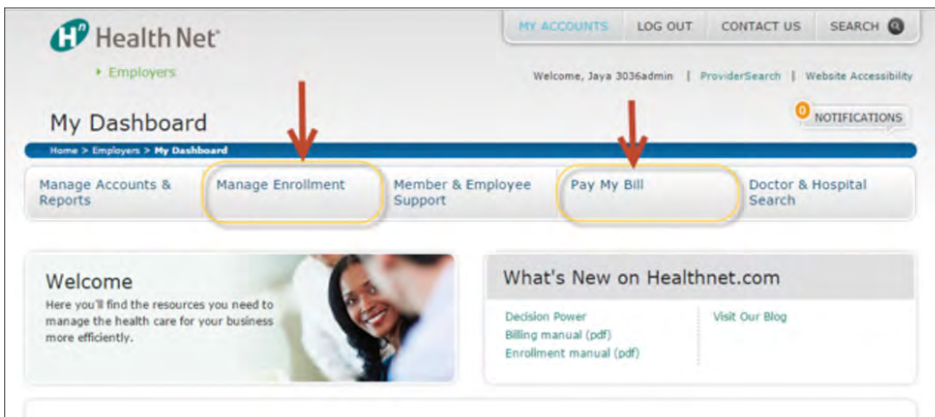 MY ACCOUNTS LOG OUT CONTACT US SEARCH
Hn Health Net
Employers
Welcome, Jaya 3036admin | ProviderSearch | Website Accessibility
My Dashboard
0 NOTIFICATIONS
Home > Employers > My Dashboard
Manage Accounts &
Reports
Manage Enrollment
Member & Employee
Support
Pay My Bill
Doctor & Hospital
Search
Welcome
Here you'll find the resources you need to
manage the health care for your business
more efficiently.
What's New on Healthnet.com
Decision Power
Billing manual (pdf)
Enrollment manual (pdf)
Visit Our Blog